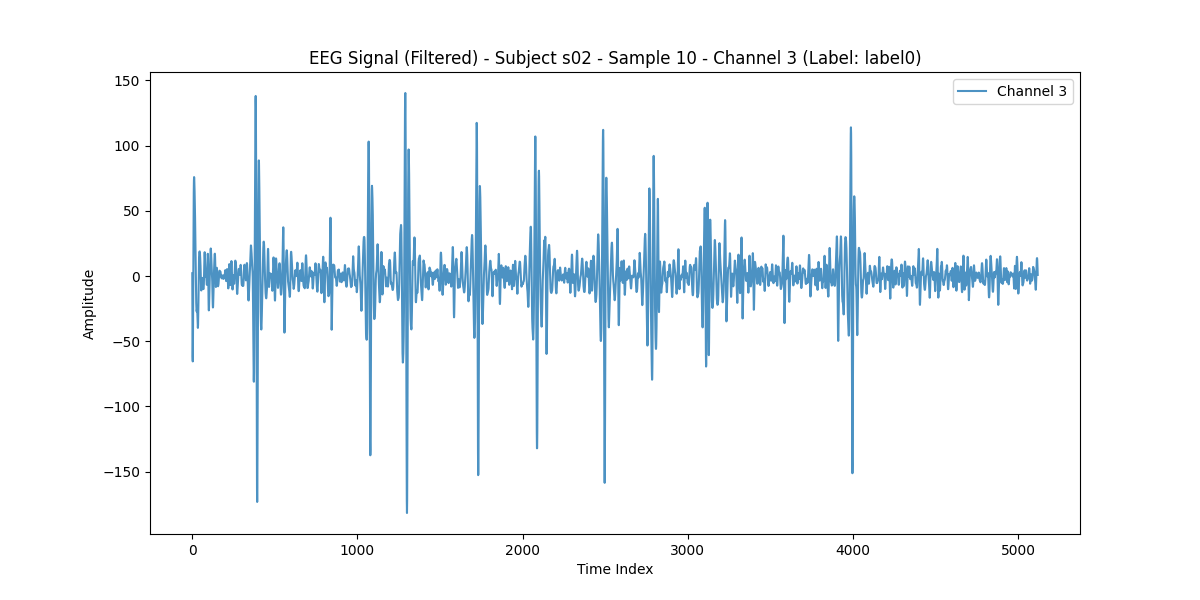 EEG Signal (Filtered) - Subject s02 - Sample 10 - Channel 3 (Label: label0)
Channel 3
150
100
50
0
−50
−100
−150
Amplitude
0 1000 2000 3000 4000 5000
Time Index